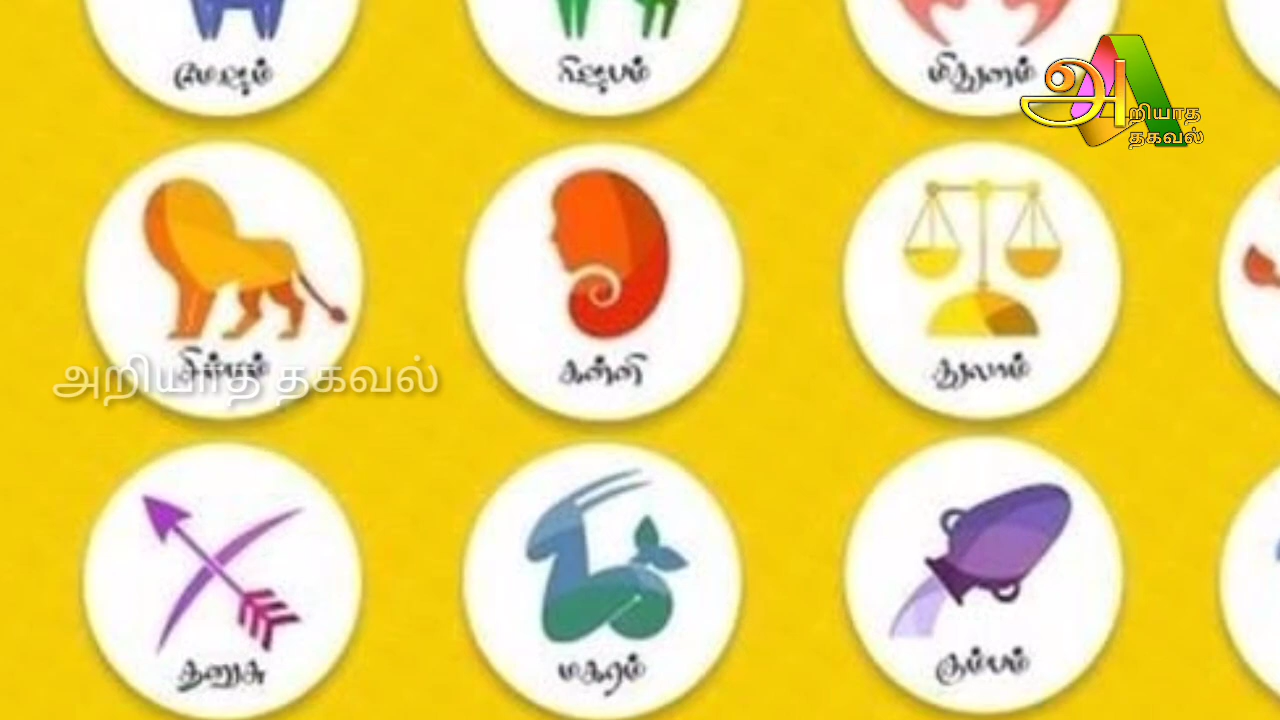 மேஷம்
ரிஷபம்
மிதுனம்
அறியாத
தகவல்
சிம்மம்
கன்னி
துலாம்
அறியாத தகவல்
தனுசு
மகரம்
கும்பம்